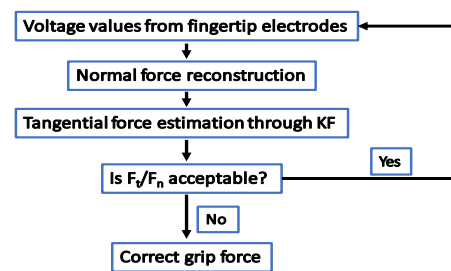 Voltage values from fingertip electrodes
Normal force reconstruction
Tangential force estimation through KF
Is Ft/Fn acceptable?
Yes
No
Correct grip force